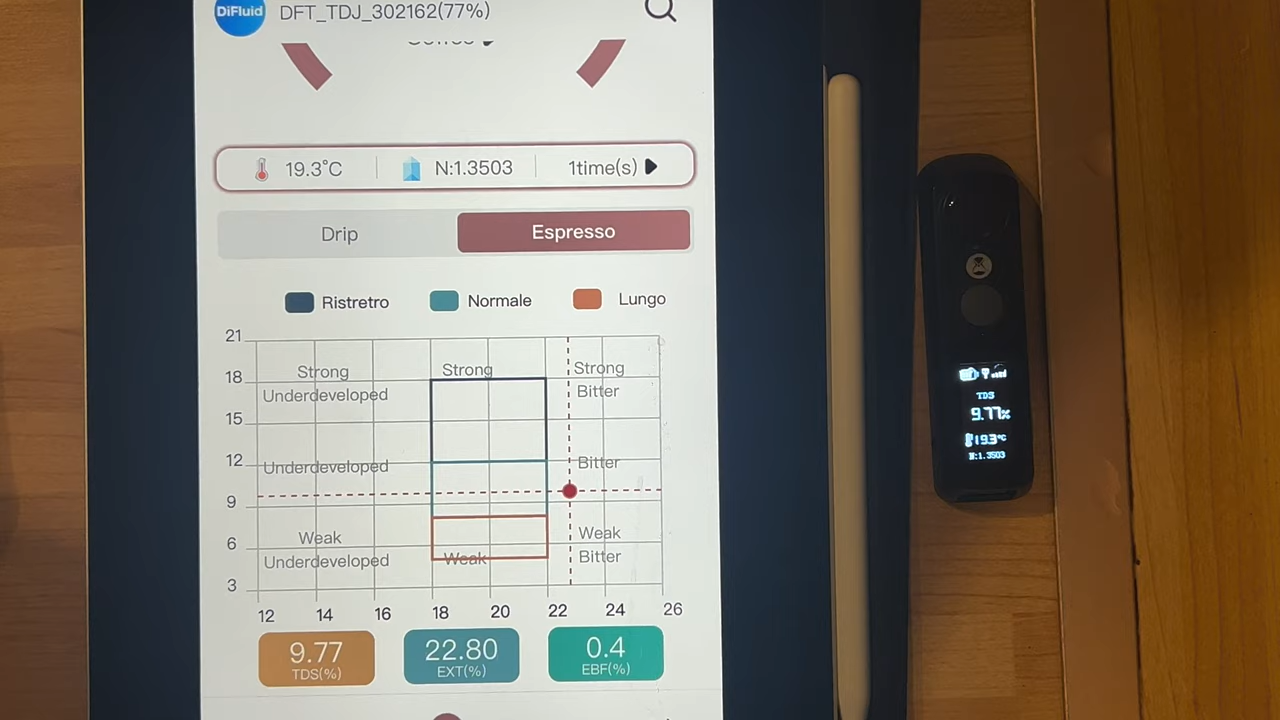 DiFluid DFT_TDJ_302162(77%)
19.3°C N:1.3503 1time(s)
Drip Espresso
Ristretro Normale Lungo
21
Strong Strong Strong
18
Underdeveloped Bitter
15
12
Underdeveloped Bitter
9
Weak Weak
6
Underdeveloped Weak Bitter
3
12 14 16 18 20 22 24 26
9.77 22.80 0.4
TDS(%) EXT(%) EBF(%)
TDS
9.77%
19.3°C
N:1.3503